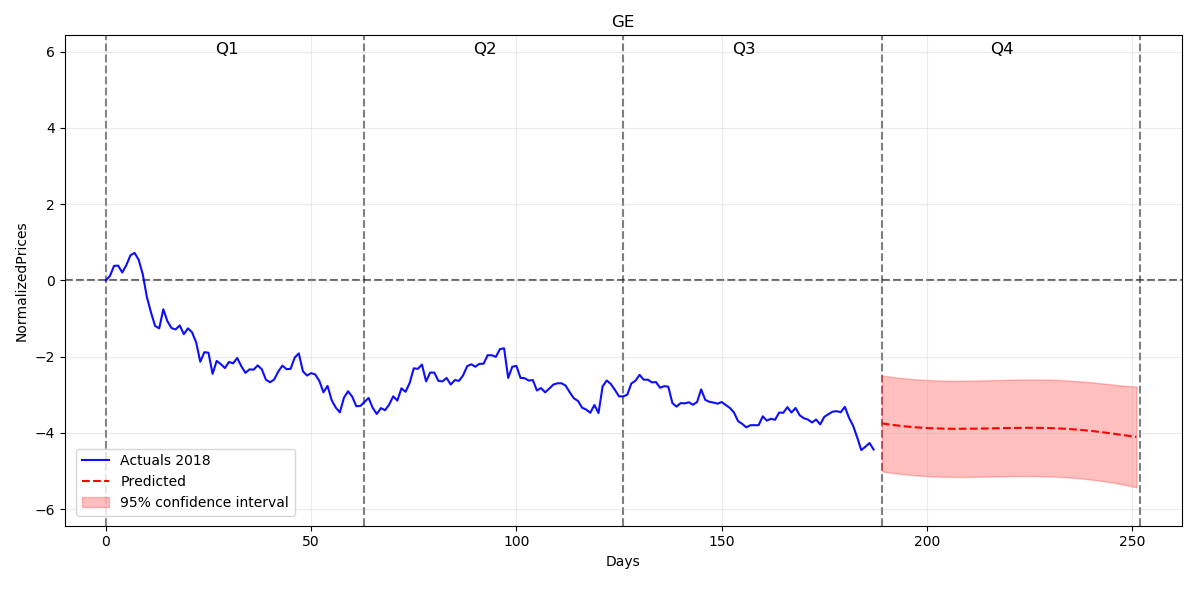 GE
Q1 Q2 Q3 Q4
6
4
2
0
−2
−4
−6
NormalizedPrices
Actuals 2018
Predicted
95% confidence interval
0 50 100 150 200 250
Days